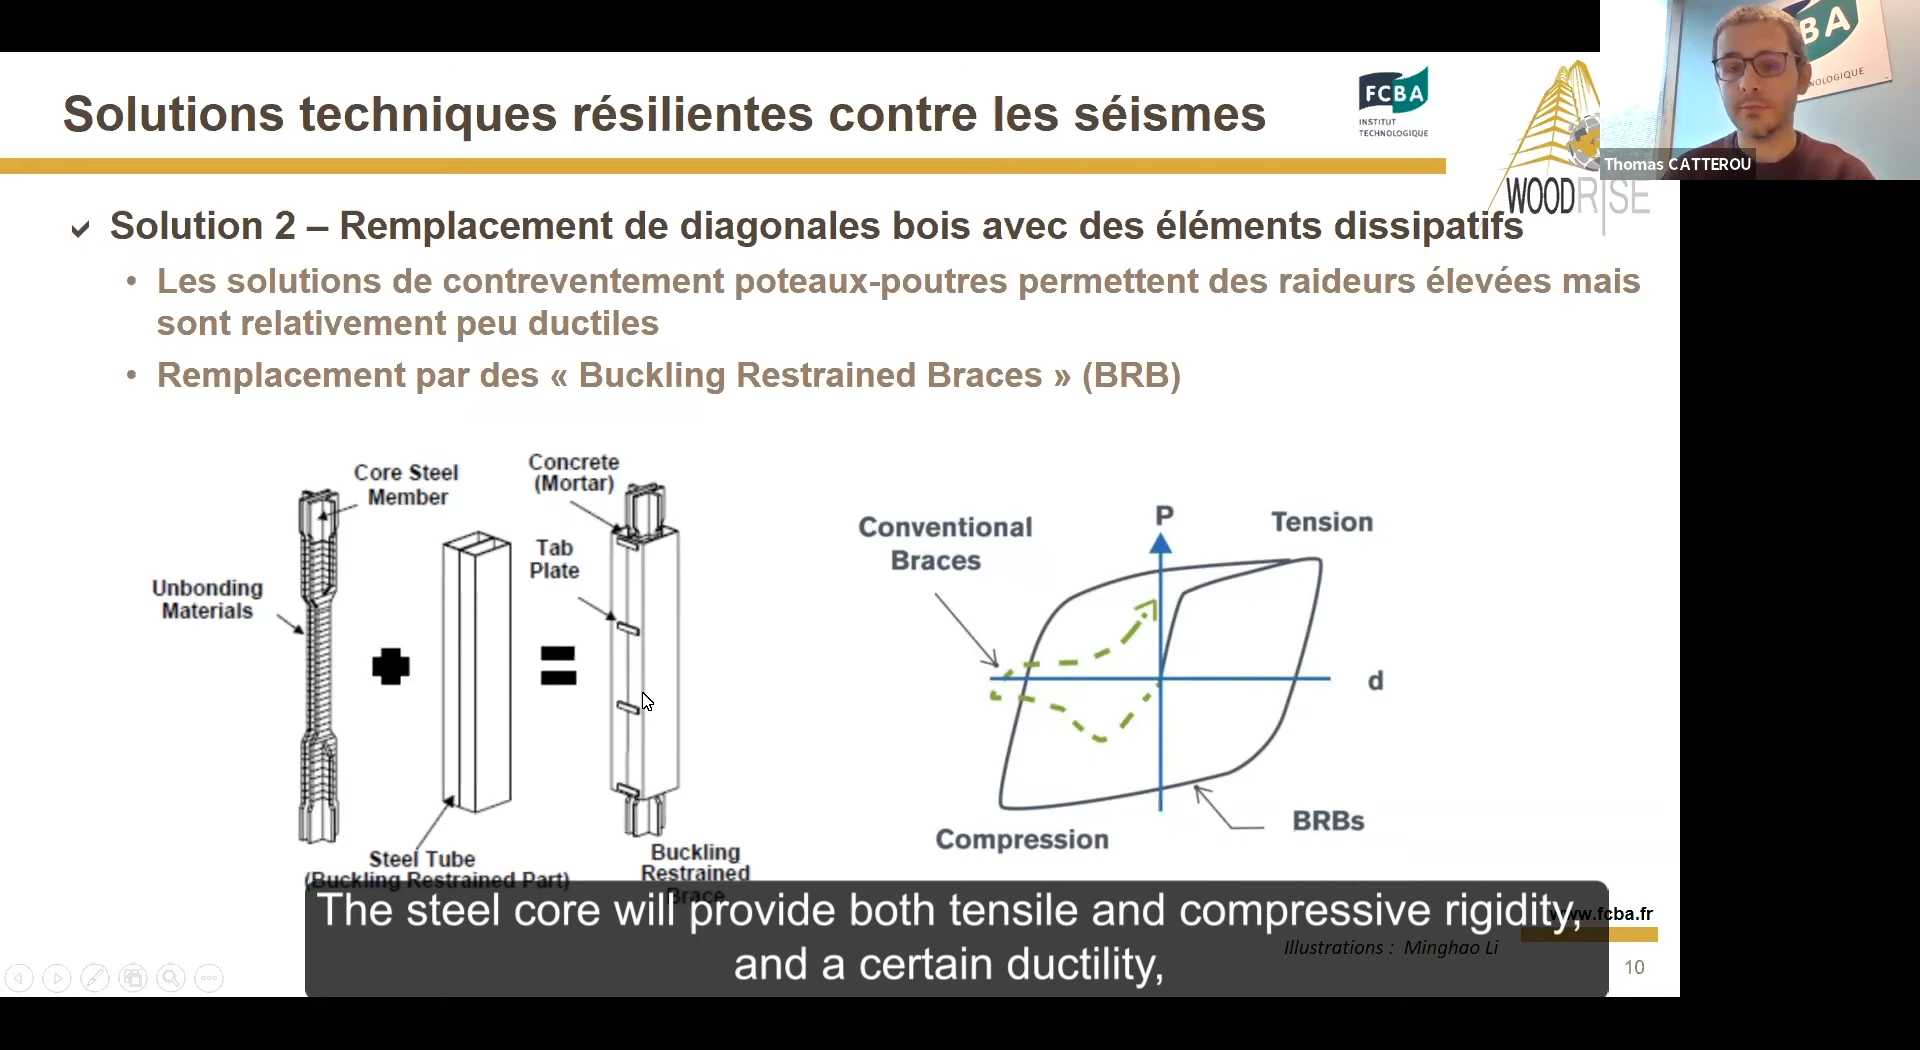 Solutions techniques résilientes contre les séismes
FCBA
INSTITUT
TECHNOLOGIQUE
WOODRISE
BA
NOLOGIQUE
Thomas CATTEROU
Solution 2 – Remplacement de diagonales bois avec des éléments dissipatifs
• Les solutions de contreventement poteaux-poutres permettent des raideurs élevées mais
sont relativement peu ductiles
• Remplacement par des « Buckling Restrained Braces » (BRB)
Core Steel
Member
Concrete
(Mortar)
Tab
Plate
Unbonding
Materials
Steel Tube
(Buckling Restrained Part)
Buckling
Restrained
Brace
Conventional
Braces
P
Tension
d
Compression
BRBs
The steel core will provide both tensile and compressive rigidity,
and a certain ductility,
www.fcba.fr
Illustrations : Minghao Li
10